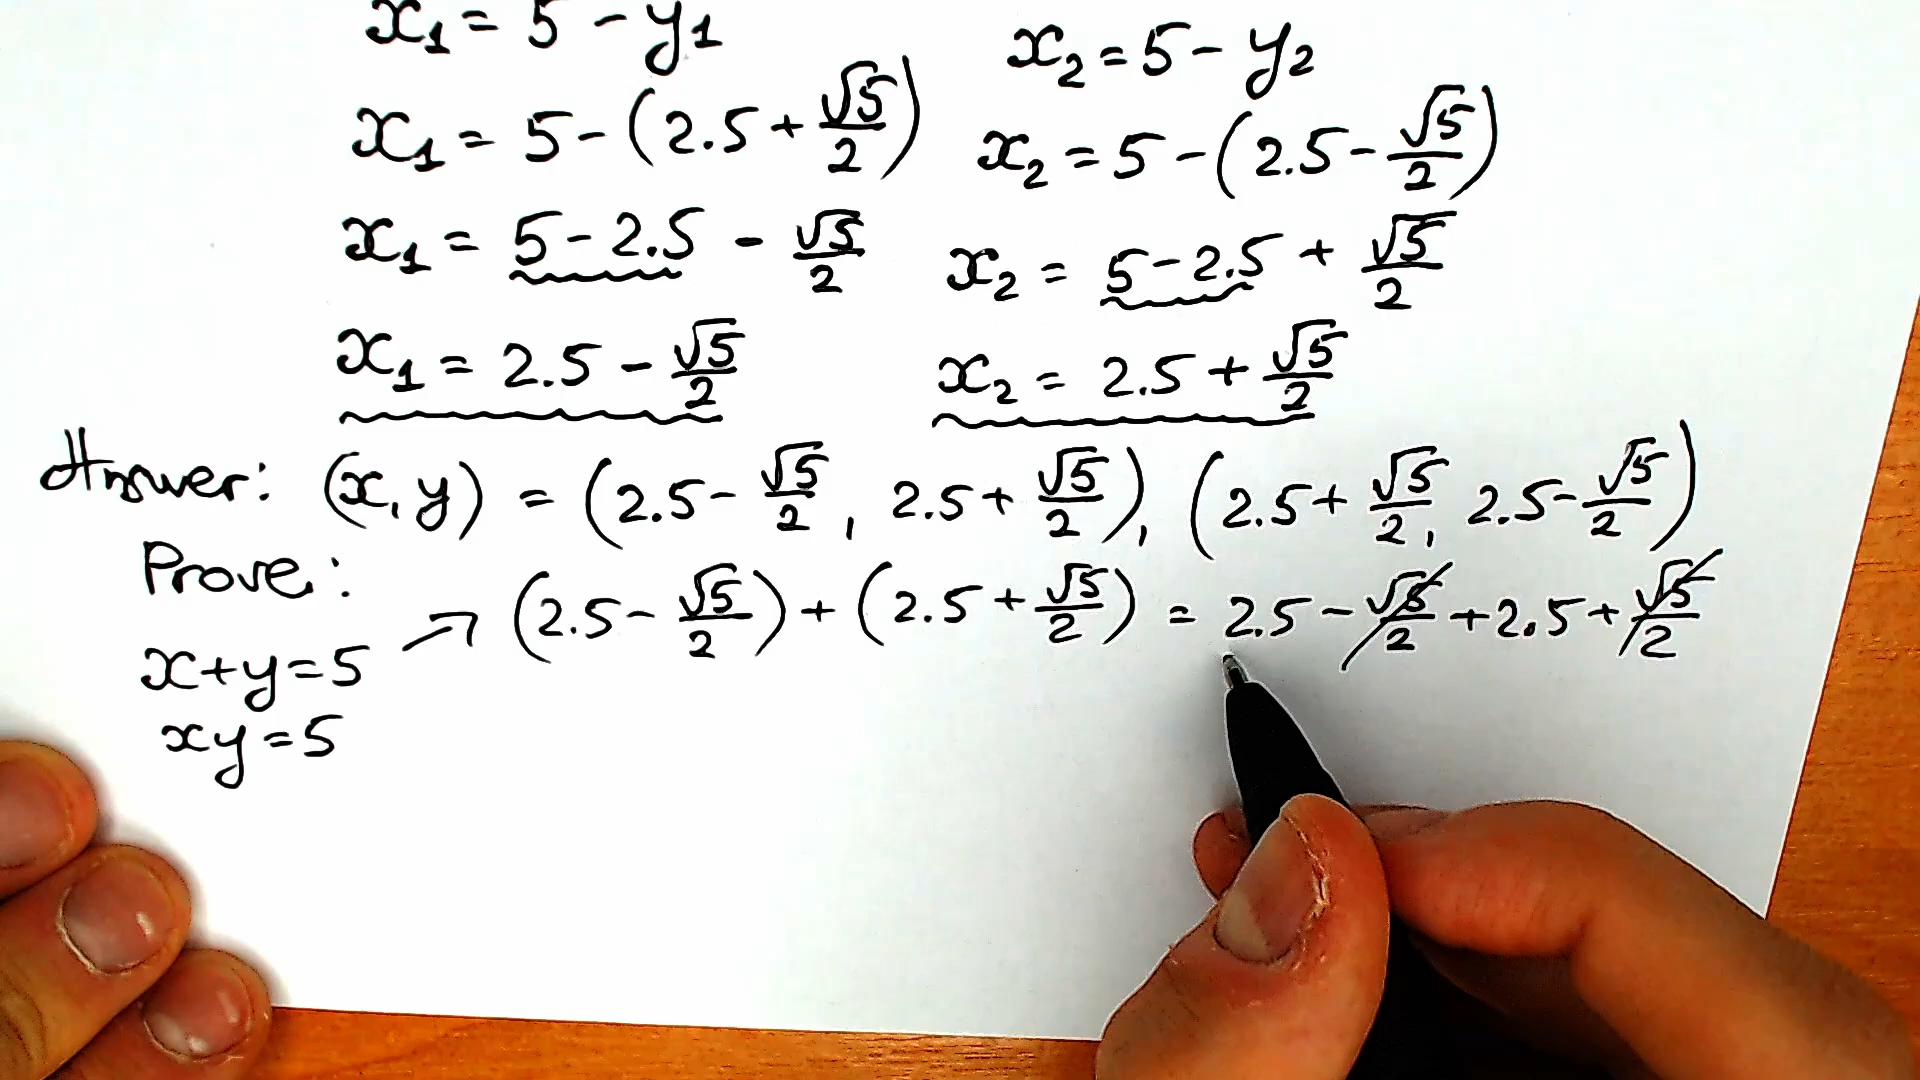 x₁ = 5 - y₁
x₂ = 5 - y₂
x₁ = 5 - (2.5 + √5/2)
x₂ = 5 - (2.5 - √5/2)
x₁ = 5 - 2.5 - √5/2
x₂ = 5 - 2.5 + √5/2
x₁ = 2.5 - √5/2
x₂ = 2.5 + √5/2
Answer: (x, y) = (2.5 - √5/2, 2.5 + √5/2), (2.5 + √5/2, 2.5 - √5/2)
Prove:
(2.5 - √5/2) + (2.5 + √5/2) = 2.5 - √5/2 + 2.5 + √5/2
x + y = 5
xy = 5